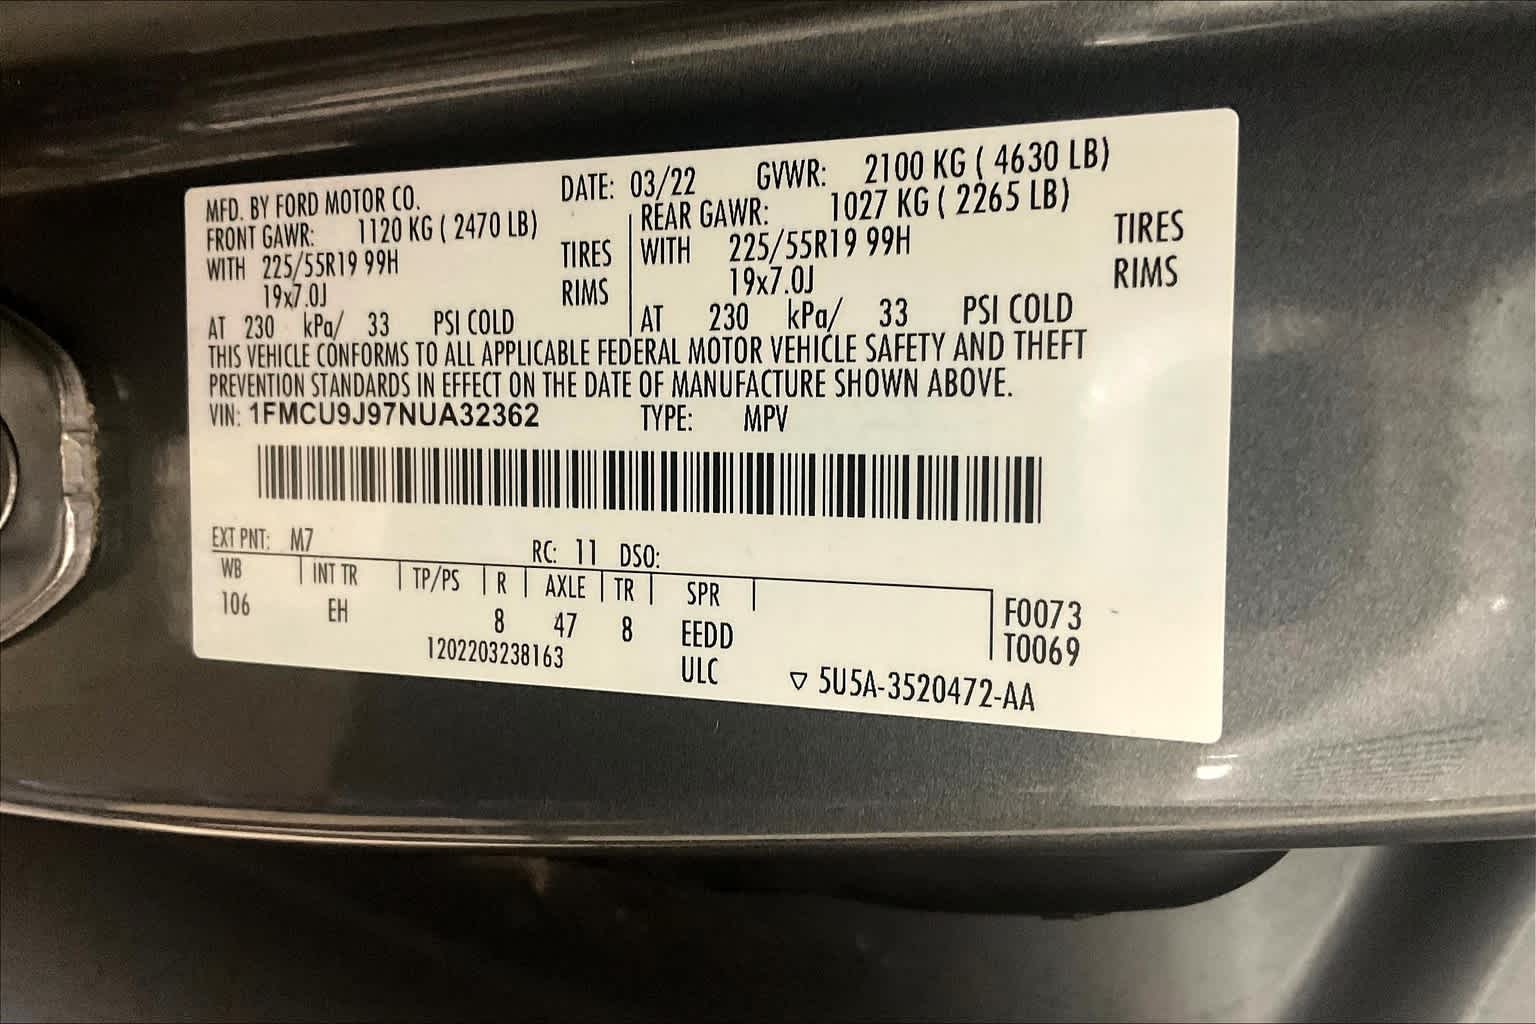 MFD. BY FORD MOTOR CO. DATE: 03/22 GVWR: 2100 KG ( 4630 LB)
FRONT GAWR: 1120 KG ( 2470 LB) REAR GAWR: 1027 KG ( 2265 LB)
WITH 225/55R19 99H TIRES WITH 225/55R19 99H TIRES
19x7.0J RIMS 19x7.0J RIMS
AT 230 kPa/ 33 PSI COLD AT 230 kPa/ 33 PSI COLD
THIS VEHICLE CONFORMS TO ALL APPLICABLE FEDERAL MOTOR VEHICLE SAFETY AND THEFT
PREVENTION STANDARDS IN EFFECT ON THE DATE OF MANUFACTURE SHOWN ABOVE.
VIN: 1FMCU9J97NUA32362 TYPE: MPV
EXT PNT: M7 RC: 11 DSO:
WB INT TR TP/PS R AXLE TR SPR F0073
106 EH 8 47 8 EEDD T0069
1202203238163 ULC ▽ 5U5A-3520472-AA